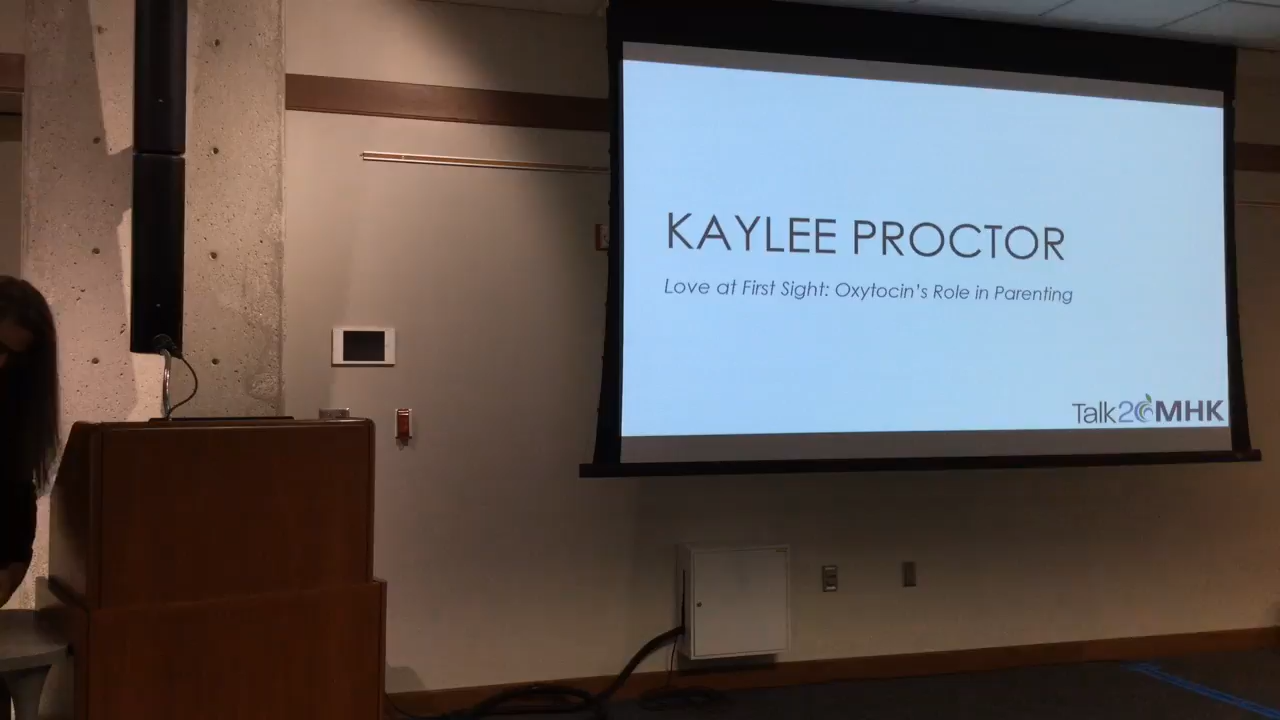 KAYLEE PROCTOR
Love at First Sight: Oxytocin's Role in Parenting
Talk20MHK